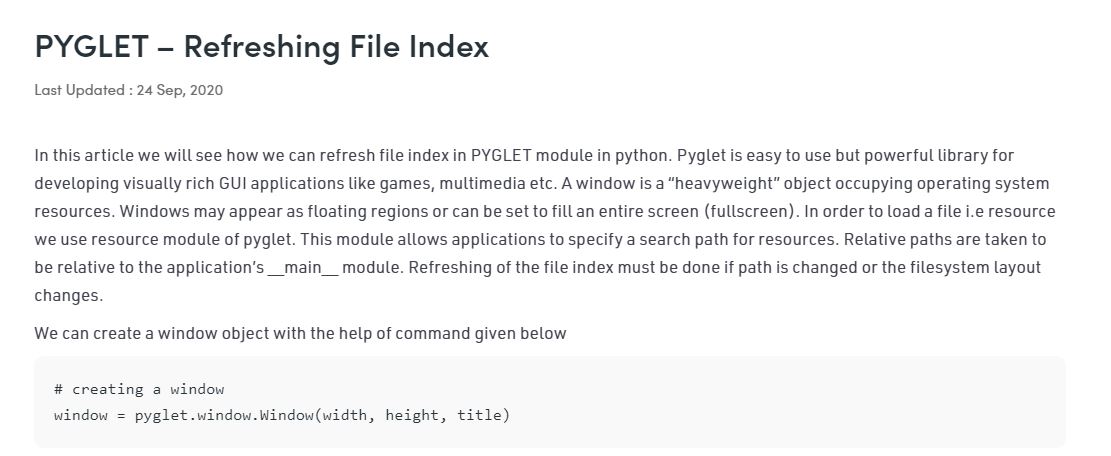 PYGLET – Refreshing File Index
Last Updated : 24 Sep, 2020
In this article we will see how we can refresh file index in PYGLET module in python. Pyglet is easy to use but powerful library for
developing visually rich GUI applications like games, multimedia etc. A window is a “heavyweight” object occupying operating system
resources. Windows may appear as floating regions or can be set to fill an entire screen (fullscreen). In order to load a file i.e resource
we use resource module of pyglet. This module allows applications to specify a search path for resources. Relative paths are taken to
be relative to the application’s __main__ module. Refreshing of the file index must be done if path is changed or the filesystem layout
changes.
We can create a window object with the help of command given below
# creating a window
window = pyglet.window.Window(width, height, title)